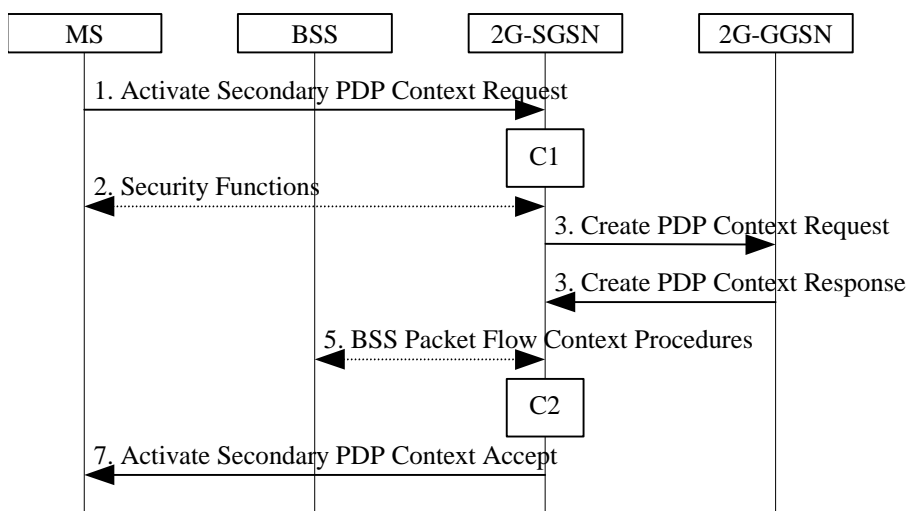 MS
BSS
2G-SGSN
2G-GGSN
1. Activate Secondary PDP Context Request
C1
2. Security Functions
3. Create PDP Context Request
3. Create PDP Context Response
5. BSS Packet Flow Context Procedures
C2
7. Activate Secondary PDP Context Accept